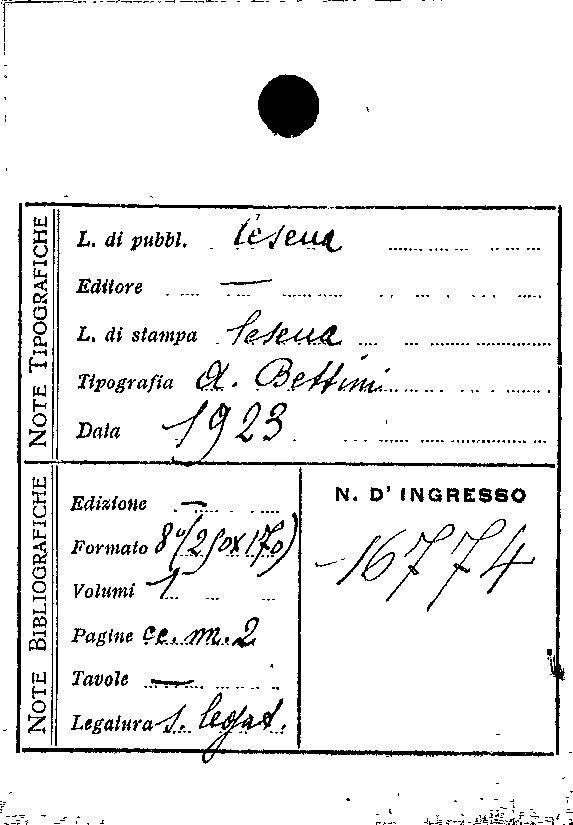 NOTE TIPOGRAFICHE
L. di pubbl. Cesena
Editore —
L. di stampa Cesena
Tipografia A. Bettini
Data 1923
NOTE BIBLIOGRAFICHE
Edizione —
Formato 8°(250x170)
Volumi 1
Pagine cc. m. 2
Tavole —
Legatura s. legat.
N. D' INGRESSO
16774